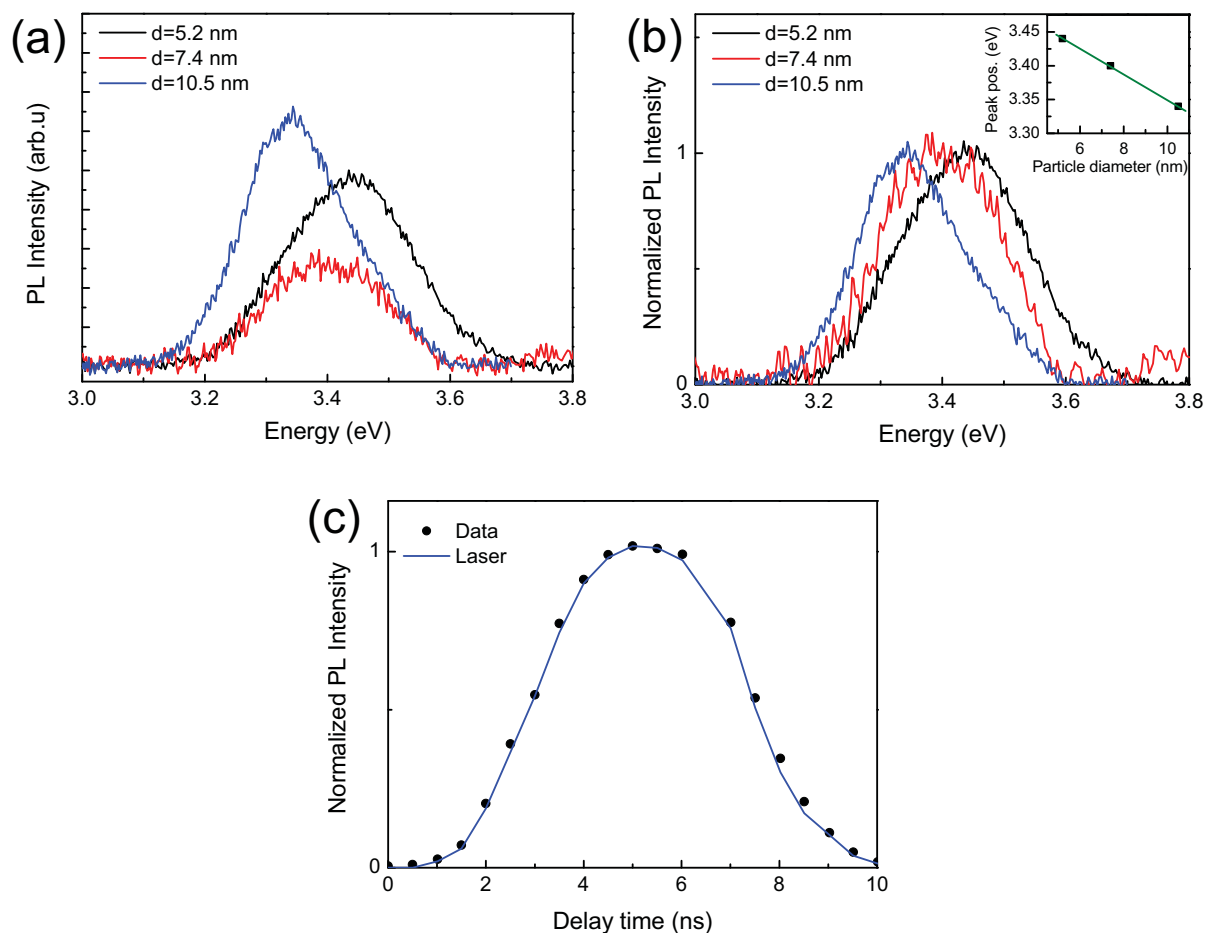 (a)
d=5.2 nm
d=7.4 nm
d=10.5 nm
PL Intensity (arb.u)
3.0 3.2 3.4 3.6 3.8
Energy (eV)
(b)
d=5.2 nm
d=7.4 nm
d=10.5 nm
Normalized PL Intensity
1
0
3.0 3.2 3.4 3.6 3.8
Energy (eV)
Peak pos. (eV)
3.45
3.40
3.35
3.30
6 8 10
Particle diameter (nm)
(c)
Data
Laser
Normalized PL Intensity
1
0
0 2 4 6 8 10
Delay time (ns)